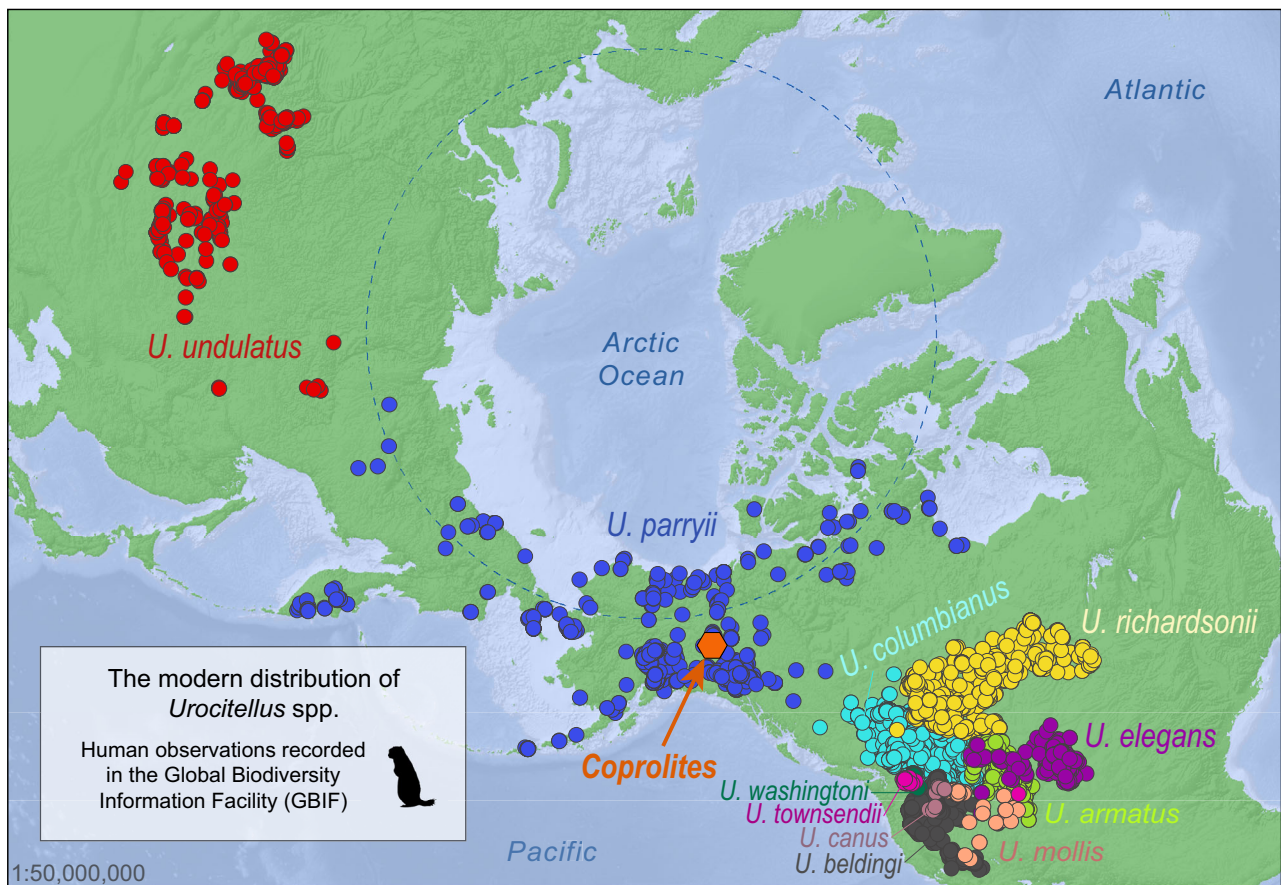 Atlantic
Arctic
Ocean
U. undulatus
U. parryii
U. columbianus
U. richardsonii
The modern distribution of
Urocitellus spp.
Human observations recorded
in the Global Biodiversity
Information Facility (GBIF)
Coprolites
U. elegans
U. washingtoni
U. townsendii
U. armatus
U. canus
U. mollis
U. beldingi
Pacific
1:50,000,000